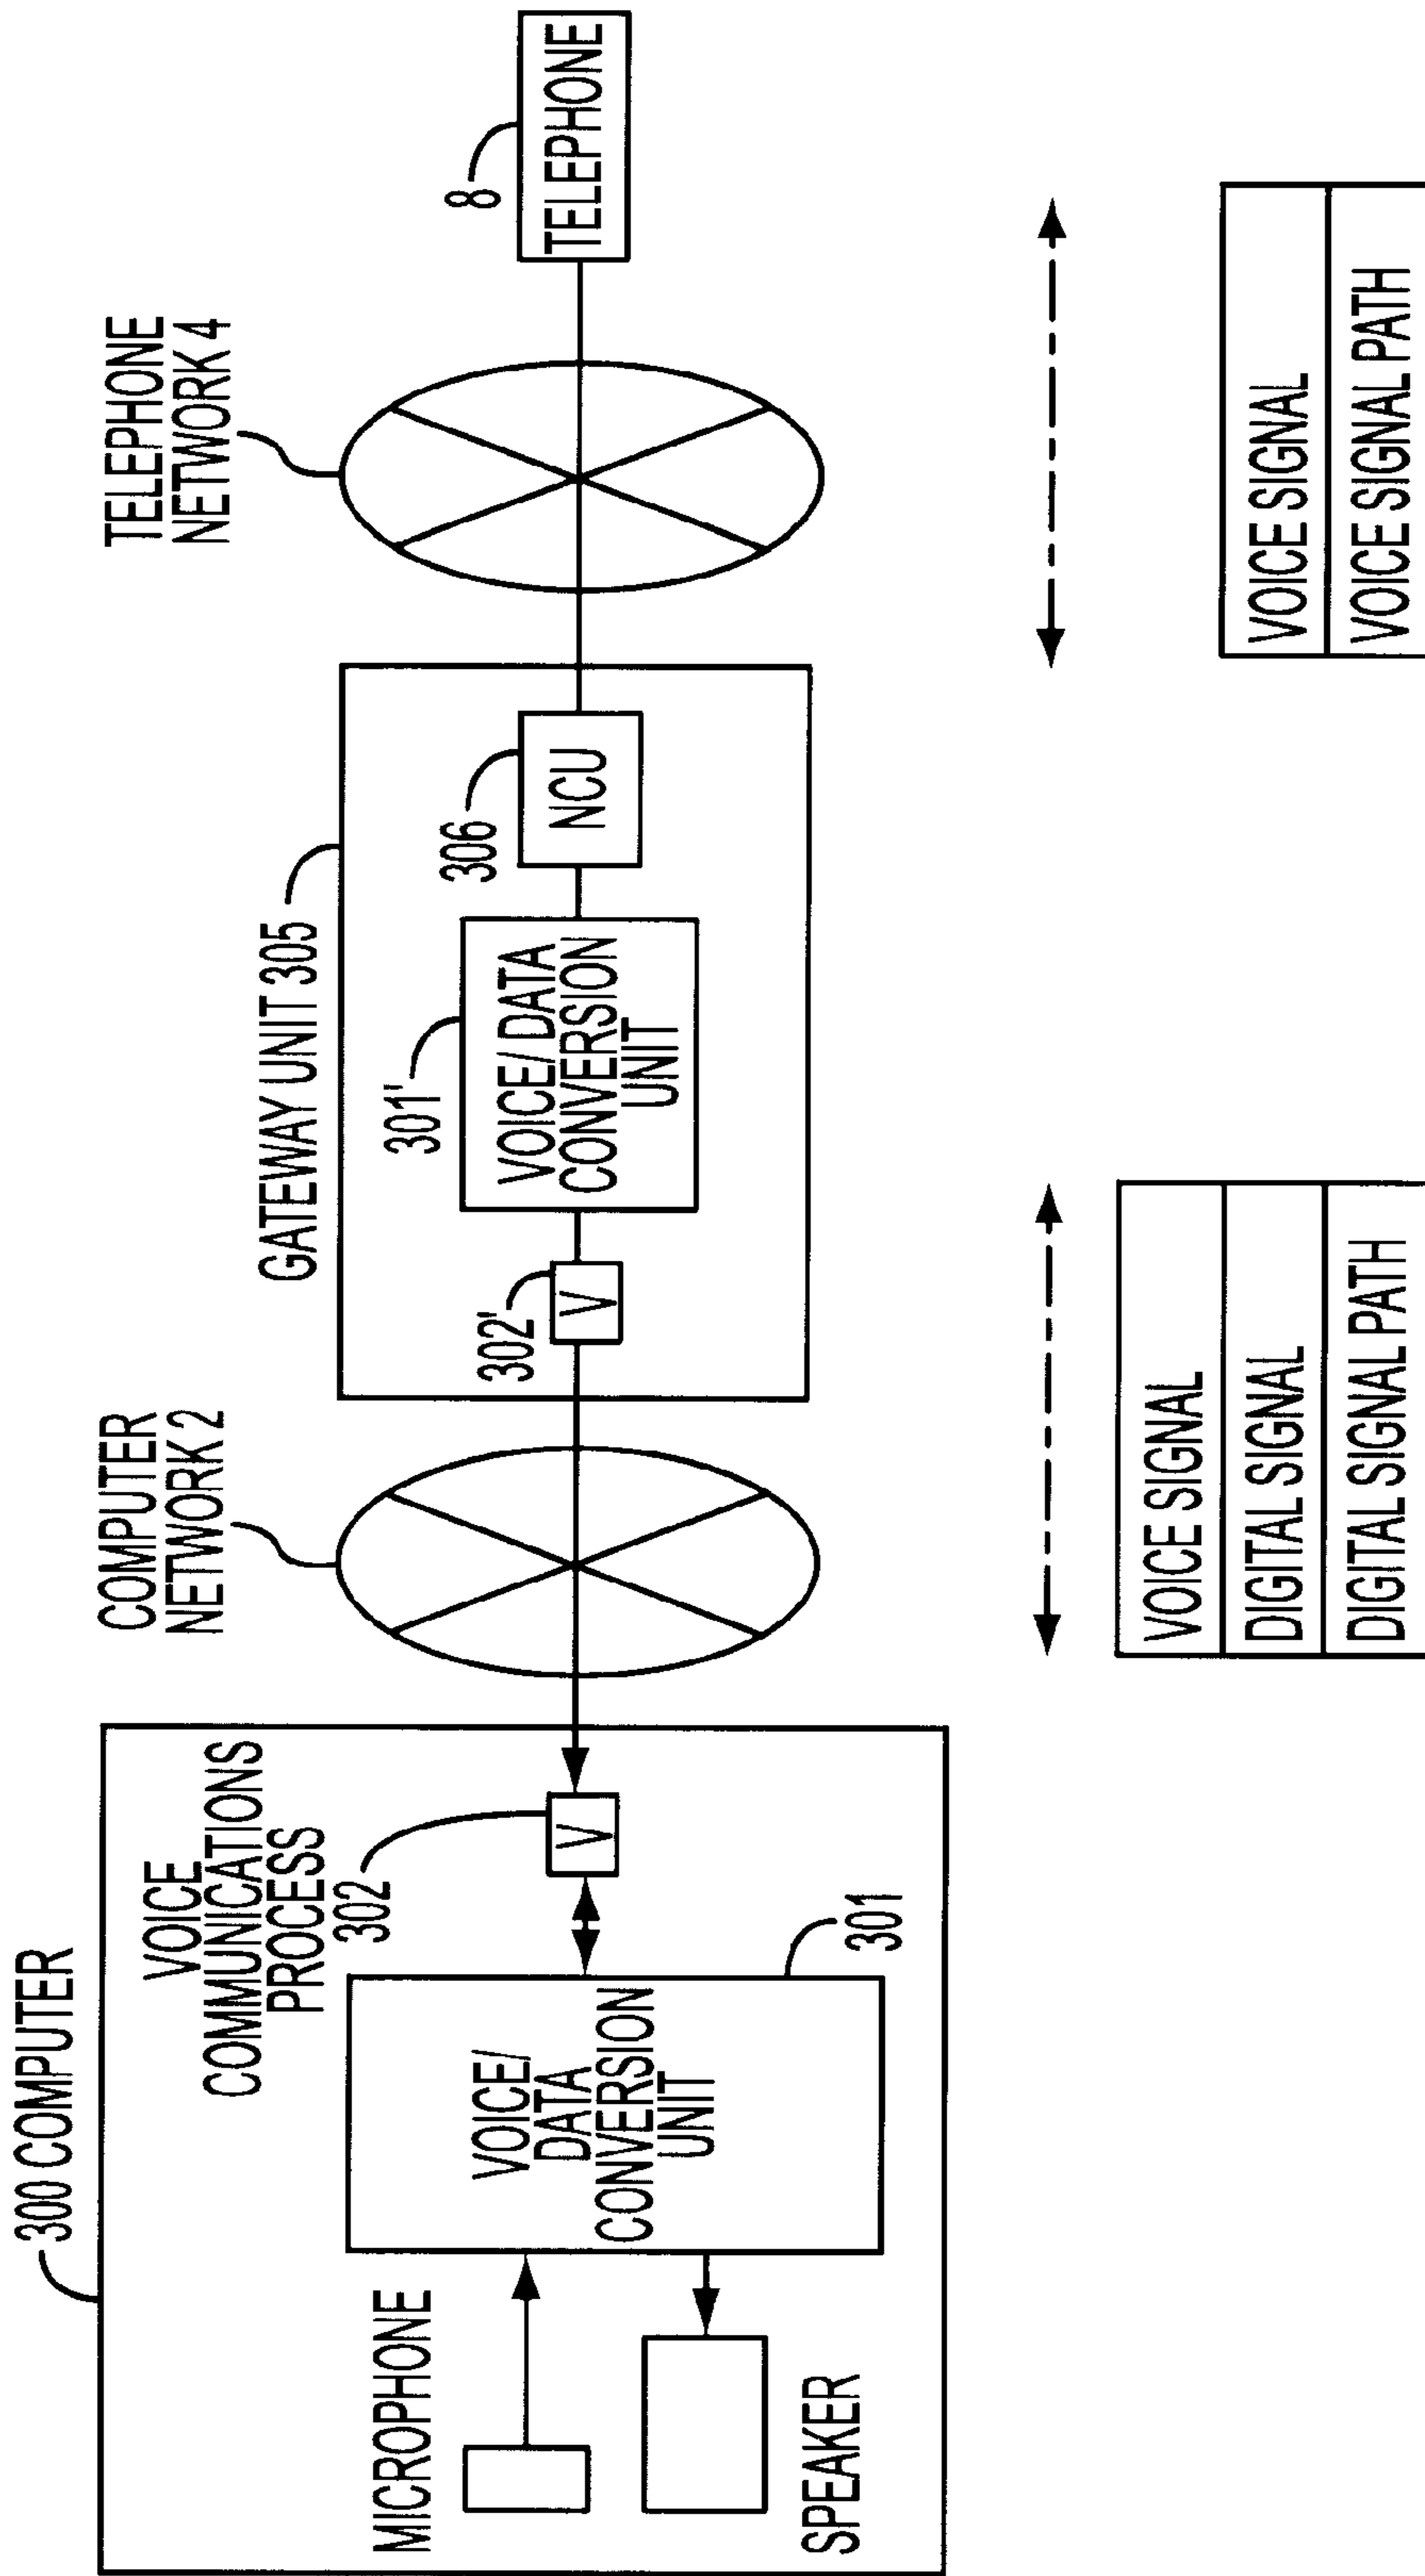 300 COMPUTER
VOICE
COMMUNICATIONS
PROCESS
302
MICROPHONE
VOICE/
DATA
CONVERSION
UNIT
V
SPEAKER
301
COMPUTER
NETWORK 2
GATEWAY UNIT 305
302'
V
301'
VOICE/ DATA
CONVERSION
UNIT
306
NCU
TELEPHONE
NETWORK 4
8
TELEPHONE
VOICE SIGNAL
DIGITAL SIGNAL
DIGITAL SIGNAL PATH
VOICE SIGNAL
VOICE SIGNAL PATH